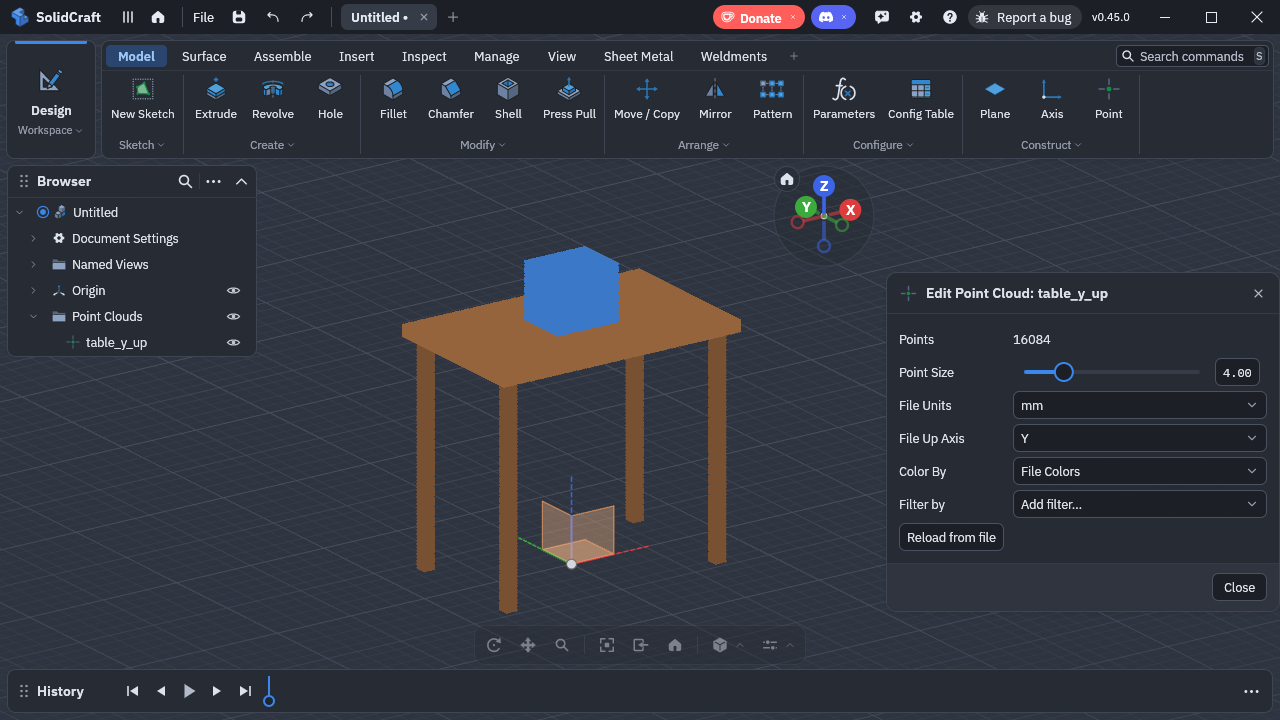 SolidCraft
File
Untitled •
Donate
Report a bug
v0.45.0
Design
Workspace
Model
Surface
Assemble
Insert
Inspect
Manage
View
Sheet Metal
Weldments
Search commands
S
New Sketch
Extrude
Revolve
Hole
Fillet
Chamfer
Shell
Press Pull
Move / Copy
Mirror
Pattern
Parameters
Config Table
Plane
Axis
Point
Sketch
Create
Modify
Arrange
Configure
Construct
Browser
Untitled
Document Settings
Named Views
Origin
Point Clouds
table_y_up
Z
Y
X
Edit Point Cloud: table_y_up
Points 16084
Point Size 4.00
File Units mm
File Up Axis Y
Color By File Colors
Filter by Add filter...
Reload from file
Close
History